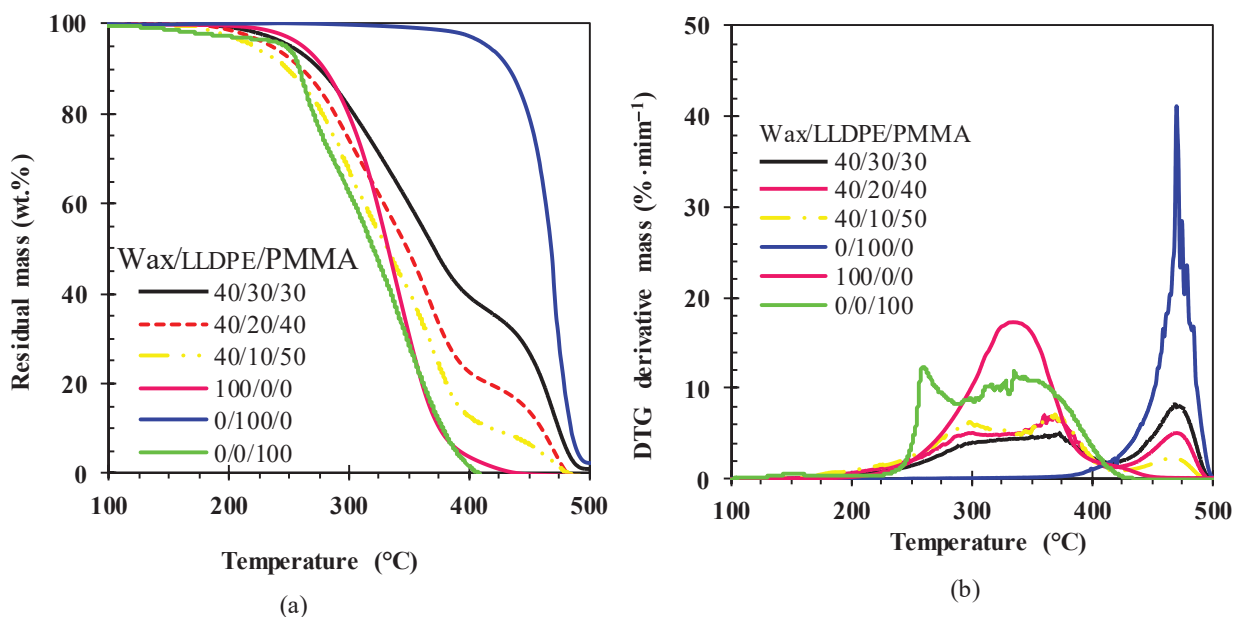 100
80
60
40
20
0
Residual mass (wt.%)
Wax/LLDPE/PMMA
40/30/30
40/20/40
40/10/50
100/0/0
0/100/0
0/0/100
100 200 300 400 500
Temperature (°C)
(a)
50
40
30
20
10
0
DTG derivative mass (%·mim⁻¹)
Wax/LLDPE/PMMA
40/30/30
40/20/40
40/10/50
0/100/0
100/0/0
0/0/100
100 200 300 400 500
Temperature (°C)
(b)